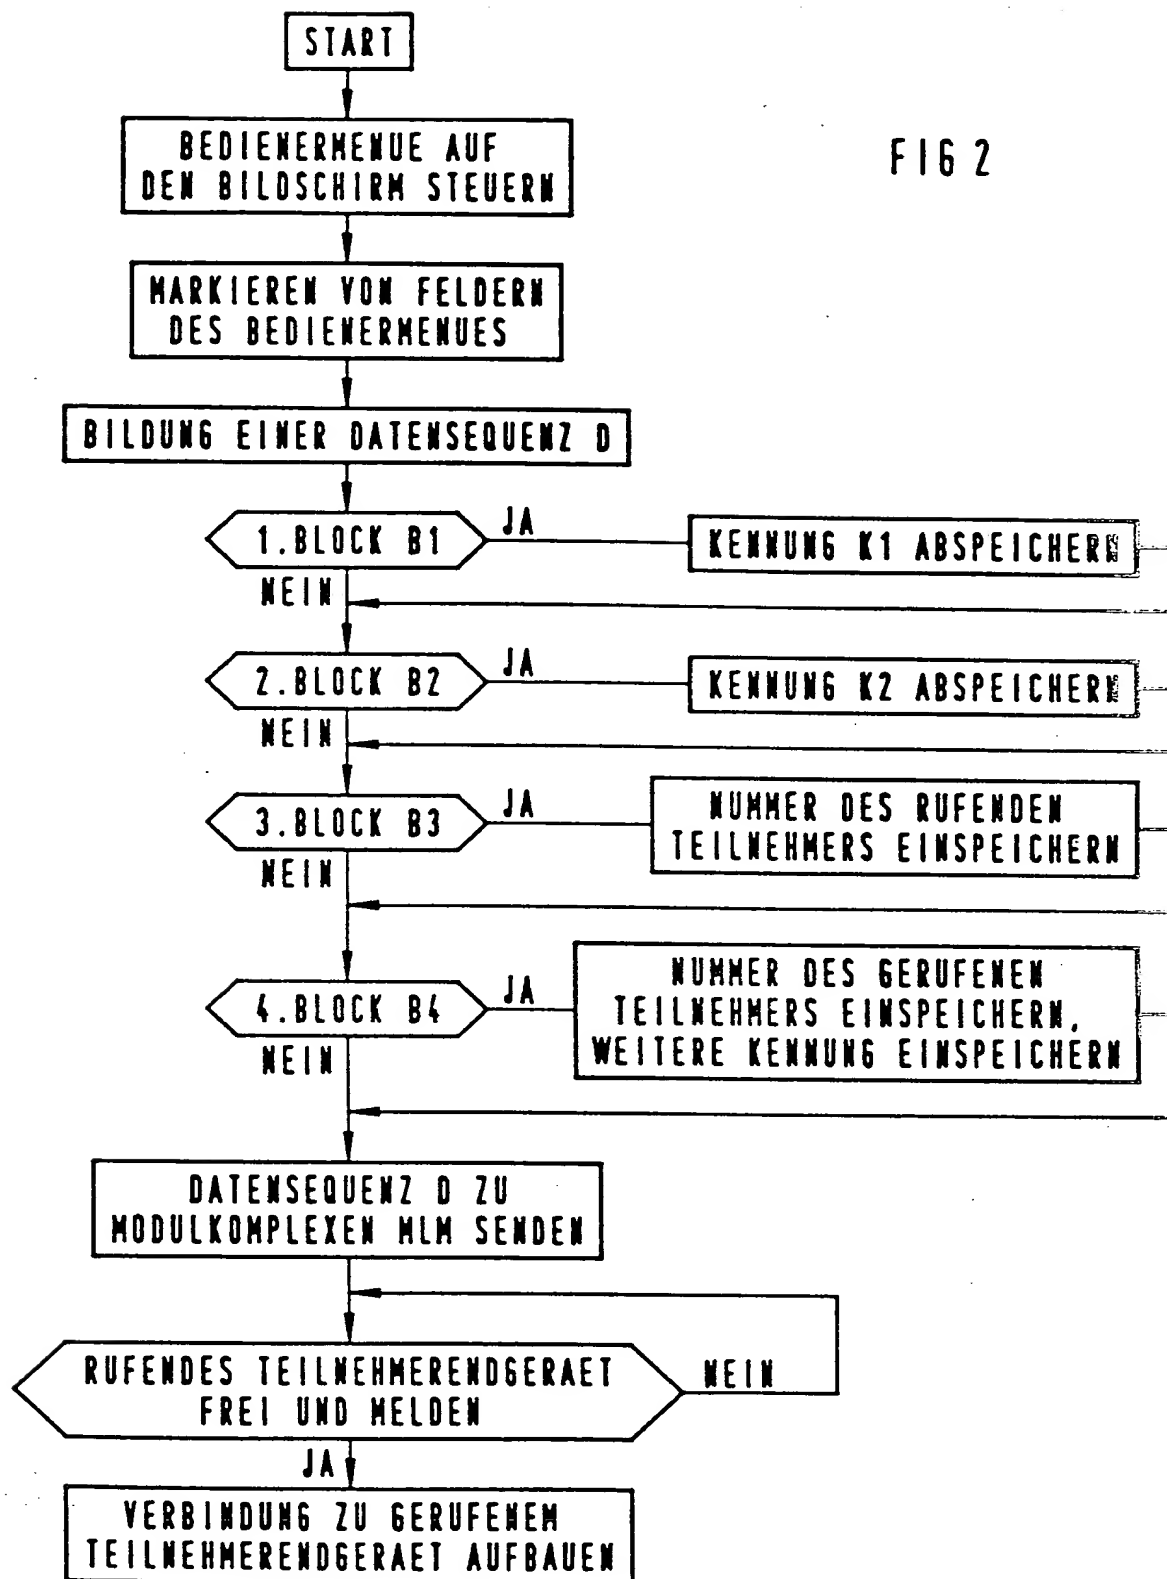 START
BEDIENERMENUE AUF
DEN BILDSCHIRM STEUERN
FIG 2
MARKIEREN VON FELDERN
DES BEDIENERMENUES
BILDUNG EINER DATENSEQUENZ D
1.BLOCK B1
JA
KENNUNG K1 ABSPEICHERN
NEIN
2.BLOCK B2
JA
KENNUNG K2 ABSPEICHERN
NEIN
3.BLOCK B3
JA
NUMMER DES RUFENDEN
TEILNEHMERS EINSPEICHERN
NEIN
4.BLOCK B4
JA
NUMMER DES GERUFENEN
TEILNEHMERS EINSPEICHERN,
WEITERE KENNUNG EINSPEICHERN
NEIN
DATENSEQUENZ D ZU
MODULKOMPLEXEN MLM SENDEN
RUFENDES TEILNEHMERENDGERAET
FREI UND MELDEN
NEIN
JA
VERBINDUNG ZU GERUFENEM
TEILNEHMERENDGERAET AUFBAUEN